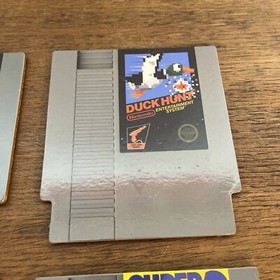 DUCK HUNT
Nintendo
ENTERTAINMENT
SYSTEM
SUPER